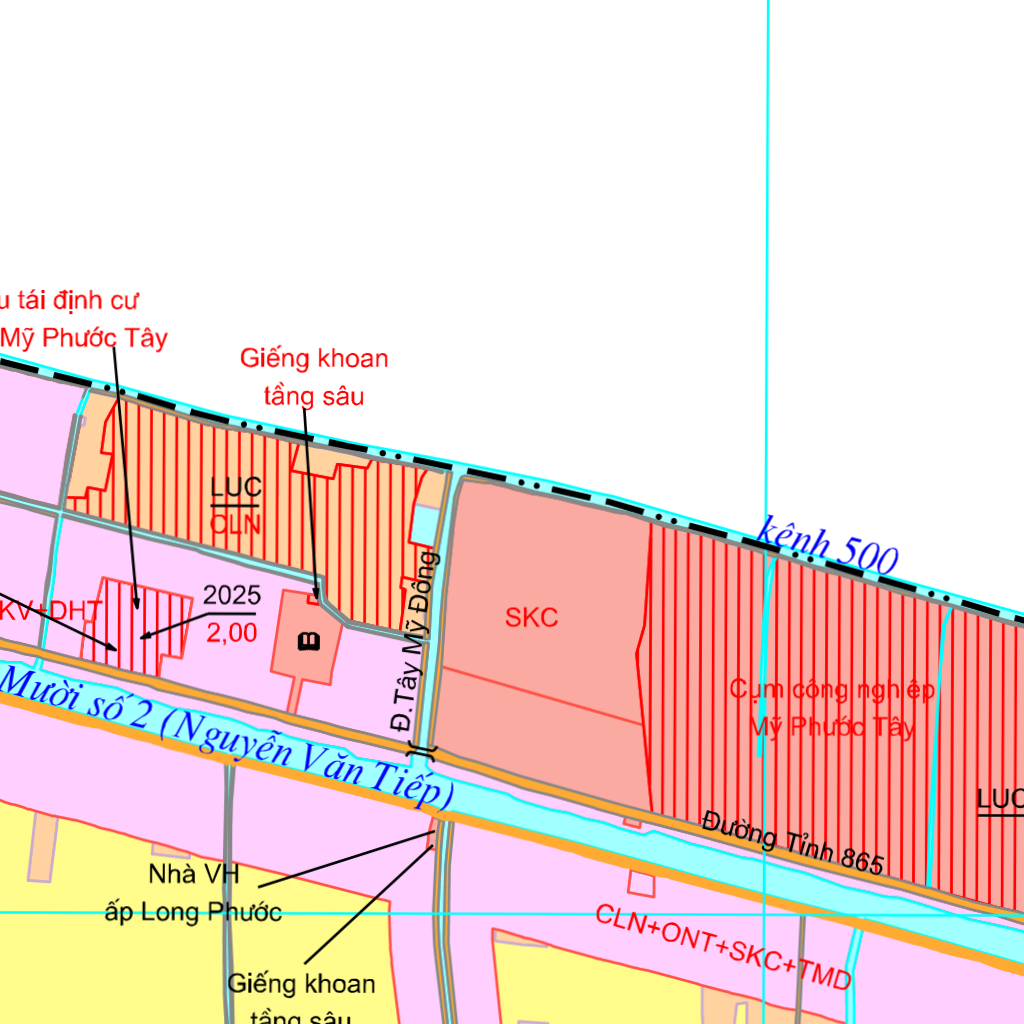 u tái định cư
Mỹ Phước Tây
Giếng khoan
tầng sâu
LUC
CLN
kênh 500
Đ.Tây Mỹ Đông
SKC
2025
2,00
KV+DHT
B
Cụm công nghiệp
Mỹ Phước Tây
LUC
Mười số 2 (Nguyễn Văn Tiếp)
Đường Tỉnh 865
Nhà VH
ấp Long Phước
CLN+ONT+SKC+TMD
Giếng khoan
tầng sâu